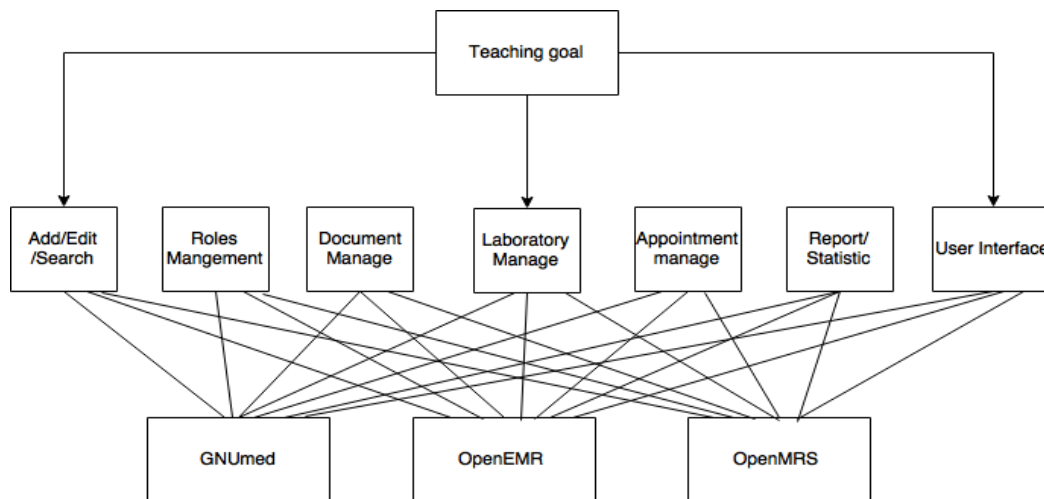 Teaching goal
Add/Edit
/Search
Roles
Mangement
Document
Manage
Laboratory
Manage
Appointment
manage
Report/
Statistic
User Interface
GNUmed
OpenEMR
OpenMRS